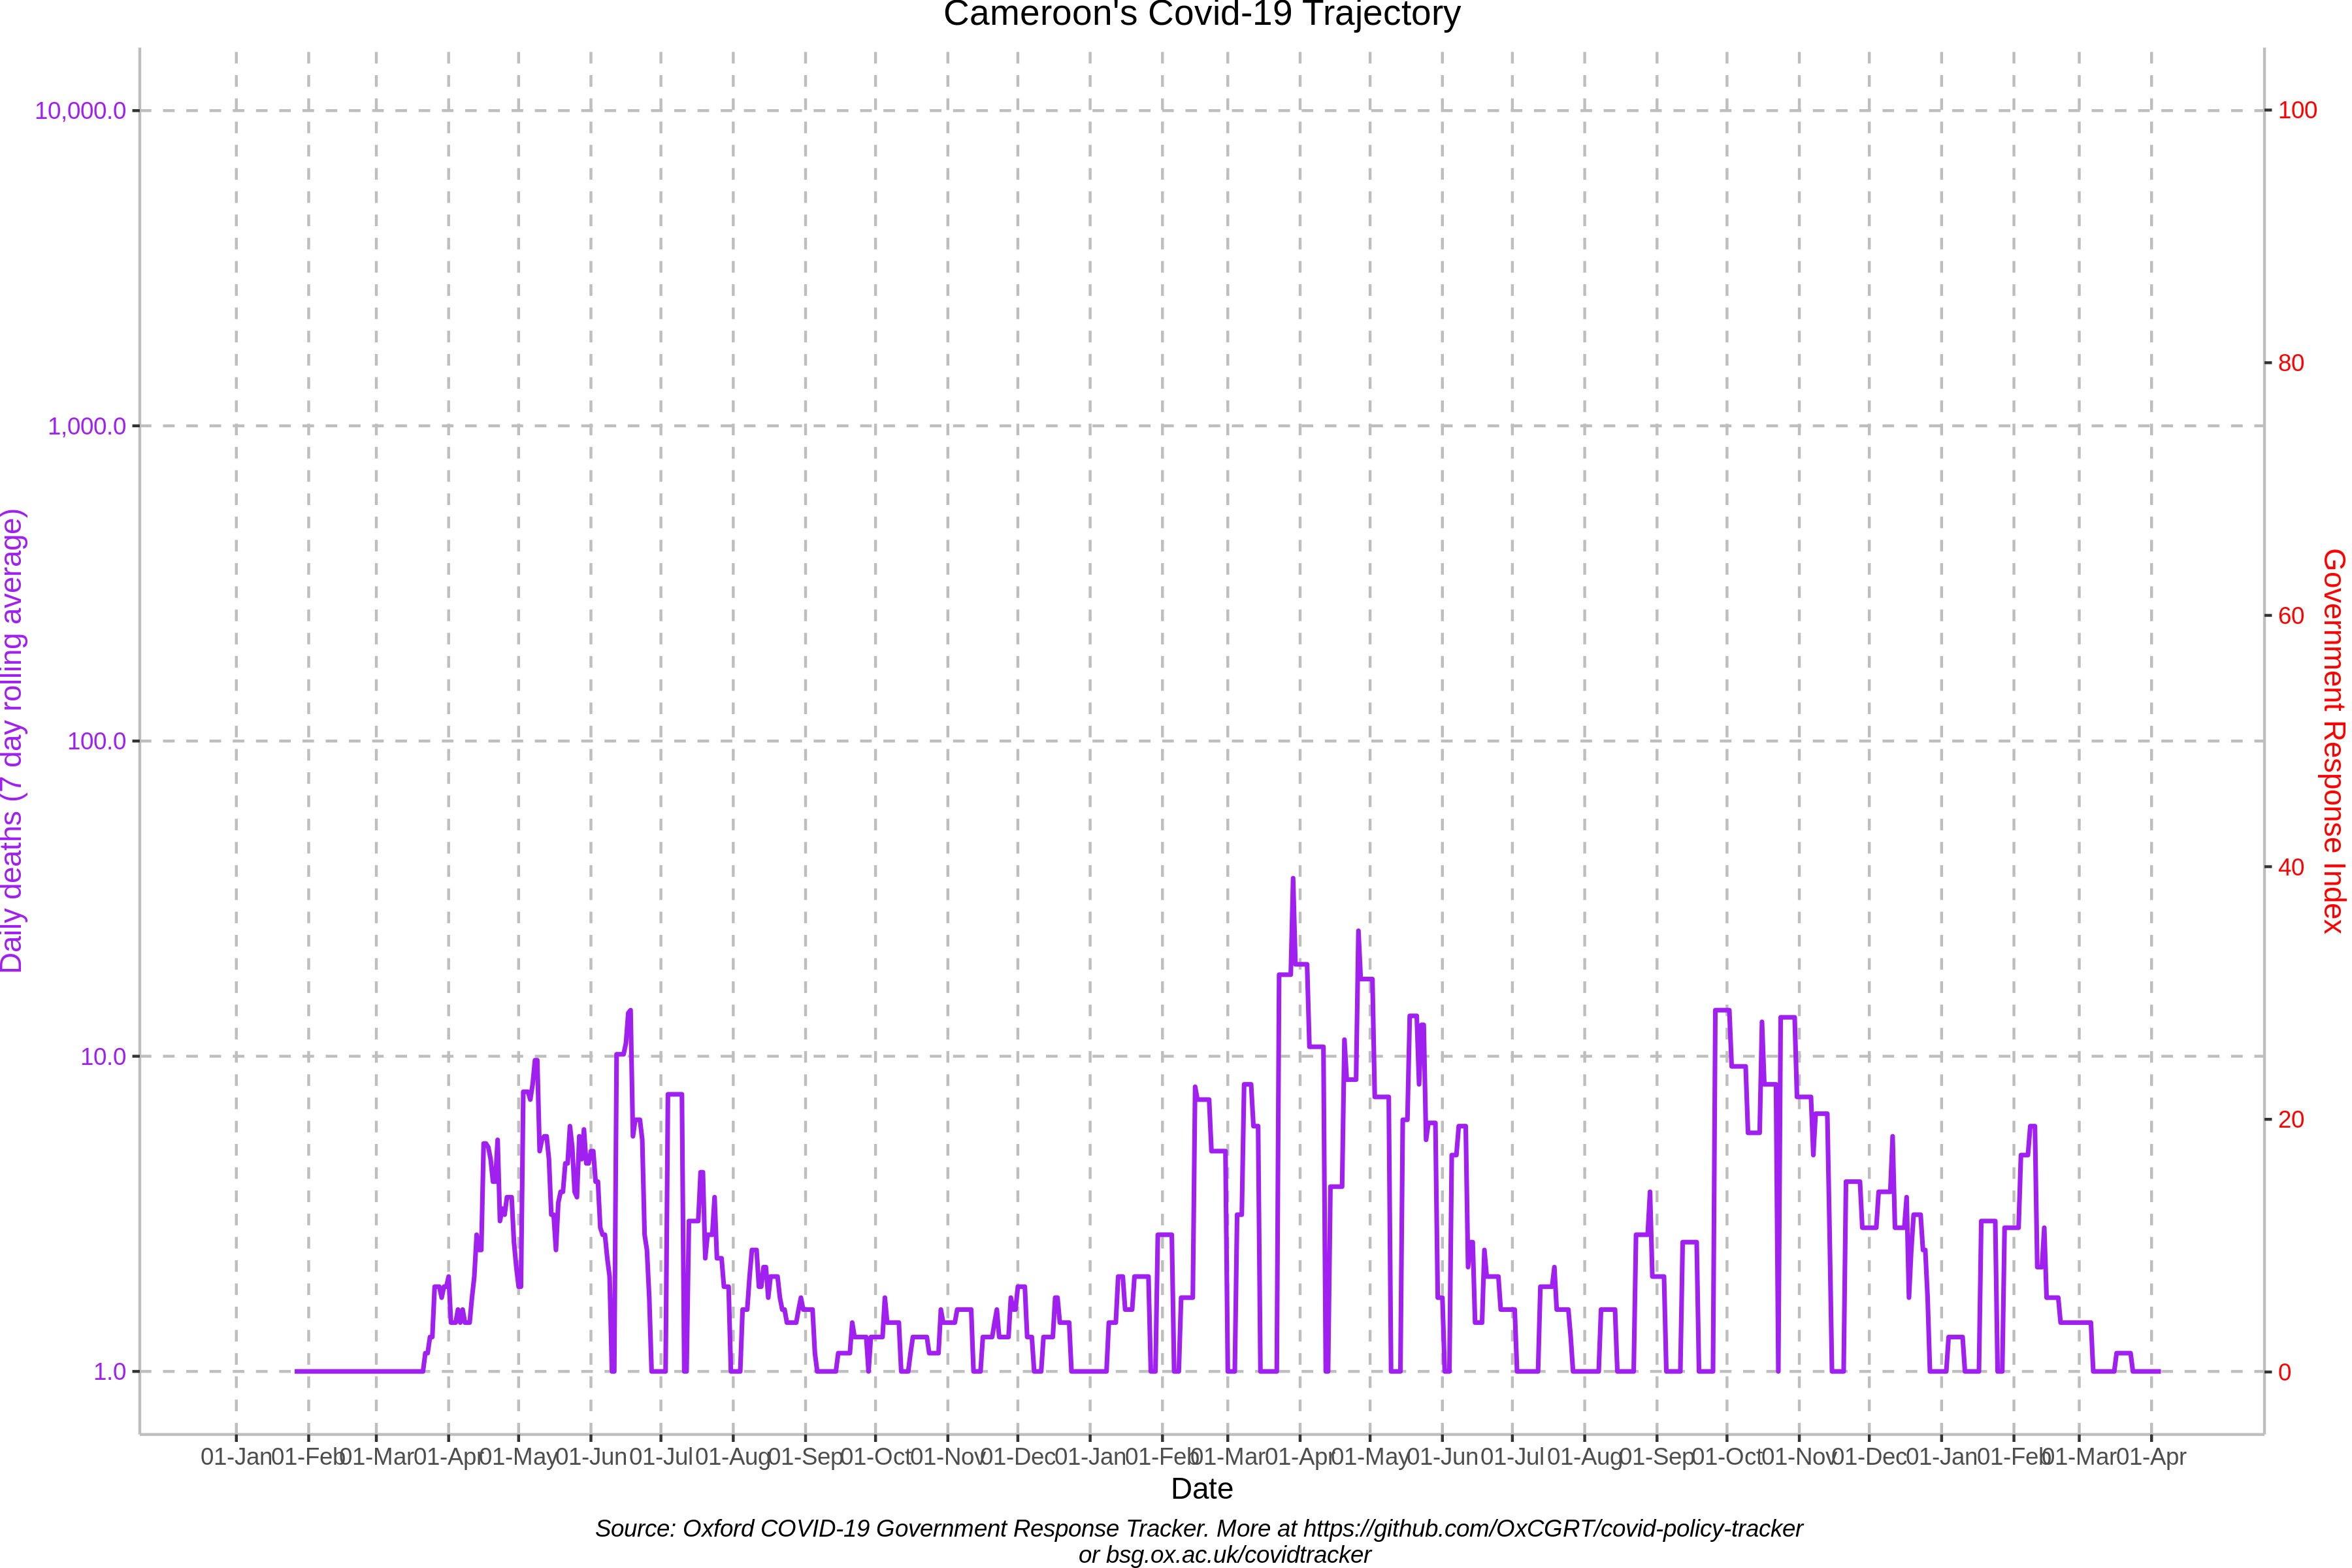 Cameroon's Covid-19 Trajectory
10,000.0
1,000.0
100.0
10.0
1.0
Daily deaths (7 day rolling average)
100
80
60
40
20
0
Government Response Index
01-Jan 01-Feb 01-Mar 01-Apr 01-May 01-Jun 01-Jul 01-Aug 01-Sep 01-Oct 01-Nov 01-Dec 01-Jan 01-Feb 01-Mar 01-Apr 01-May 01-Jun 01-Jul 01-Aug 01-Sep 01-Oct 01-Nov 01-Dec 01-Jan 01-Feb 01-Mar 01-Apr
Date
Source: Oxford COVID-19 Government Response Tracker. More at https://github.com/OxCGRT/covid-policy-tracker
or bsg.ox.ac.uk/covidtracker